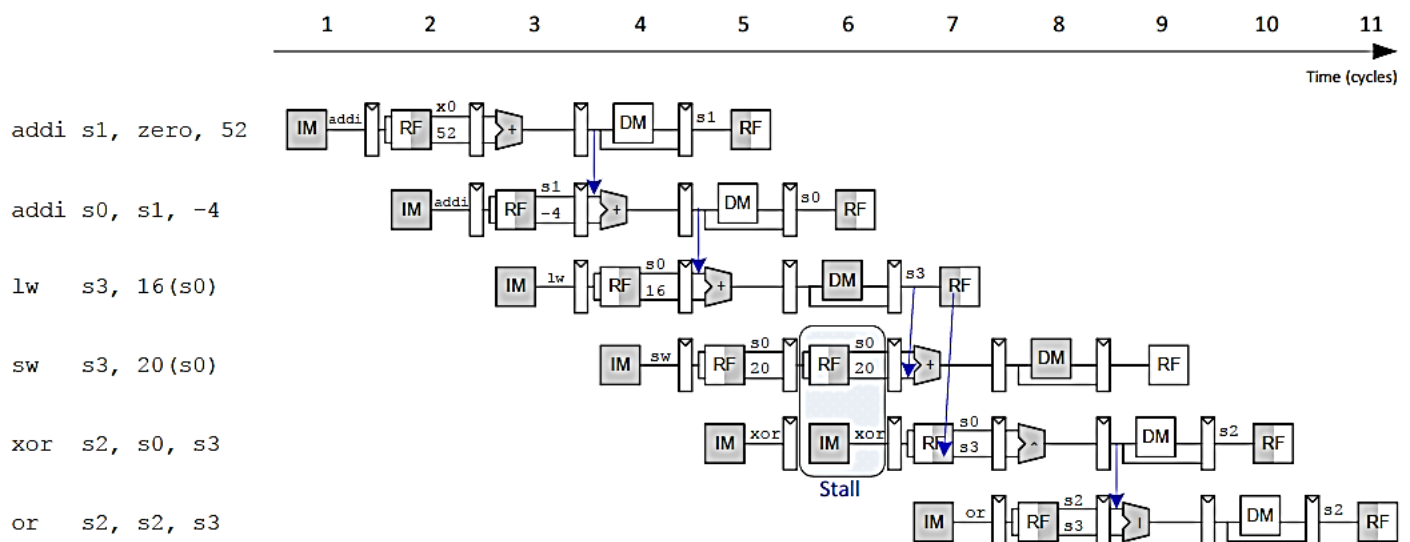 1 2 3 4 5 6 7 8 9 10 11
Time (cycles)
addi s1, zero, 52 IM addi RF x0 52 + DM s1 RF
addi s0, s1, -4 IM addi RF s1 -4 + DM s0 RF
lw s3, 16(s0) IM lw RF s0 16 + DM s3 RF
sw s3, 20(s0) IM sw RF s0 20 RF s0 20 + DM RF
xor s2, s0, s3 IM xor IM xor RF s0 s3 ^ DM s2 RF
Stall
or s2, s2, s3 IM or RF s2 s3 | DM s2 RF